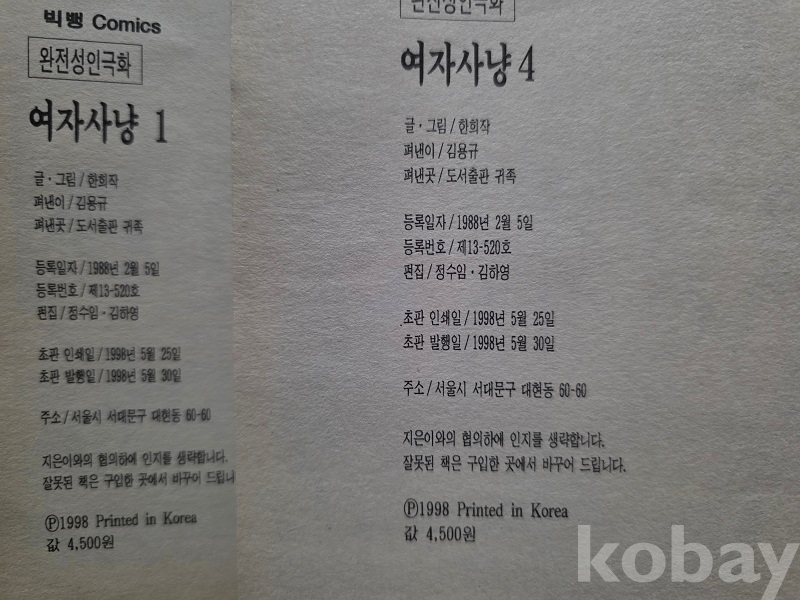 빅뱅 Comics
완전성인극화
여자사냥 1
글·그림/한희작
펴낸이/김용규
펴낸곳/도서출판 귀족
등록일자/1988년 2월 5일
등록번호/제13-520호
편집/정수임·김하영
초판 인쇄일/1998년 5월 25일
초판 발행일/1998년 5월 30일
주소/서울시 서대문구 대현동 60-60
지은이와의 협의하에 인지를 생략합니다.
잘못된 책은 구입한 곳에서 바꾸어 드립니
Ⓟ1998 Printed in Korea
값 4,500원
완전성인극화
여자사냥 4
글·그림/한희작
펴낸이/김용규
펴낸곳/도서출판 귀족
등록일자/1988년 2월 5일
등록번호/제13-520호
편집/정수임·김하영
초판 인쇄일/1998년 5월 25일
초판 발행일/1998년 5월 30일
주소/서울시 서대문구 대현동 60-60
지은이와의 협의하에 인지를 생략합니다.
잘못된 책은 구입한 곳에서 바꾸어 드립니다.
Ⓟ1998 Printed in Korea
값 4,500원
kobay